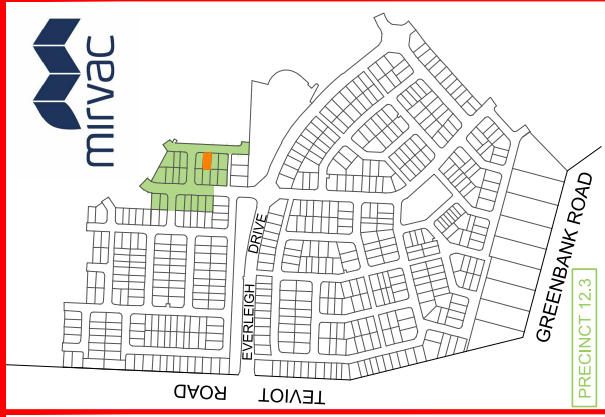 mirvac
EVERLEIGH DRIVE
GREENBANK ROAD
TEVIOT ROAD
PRECINCT 12.3